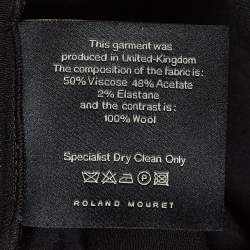 This garment was
produced in United-Kingdom
The composition of the fabric is:
50% Viscose 48% Acetate
2% Elastane
and the contrast is:
100% Wool
Specialist Dry Clean Only
P
ROLAND MOURET